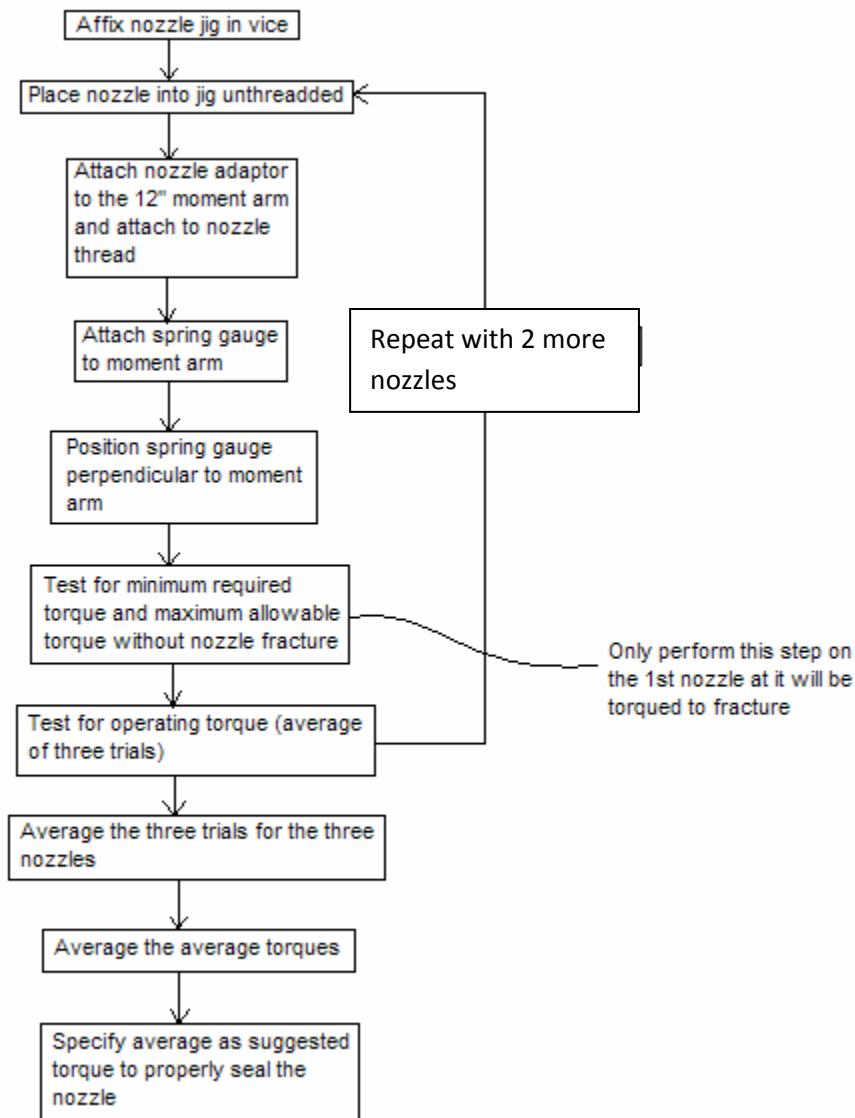 Affix nozzle jig in vice
Place nozzle into jig unthreadded
Attach nozzle adaptor
to the 12" moment arm
and attach to nozzle
thread
Attach spring gauge
to moment arm
Repeat with 2 more
nozzles
Position spring gauge
perpendicular to moment
arm
Test for minimum required
torque and maximum allowable
torque without nozzle fracture
Only perform this step on
the 1st nozzle at it will be
torqued to fracture
Test for operating torque (average
of three trials)
Average the three trials for the three
nozzles
Average the average torques
Specify average as suggested
torque to properly seal the
nozzle